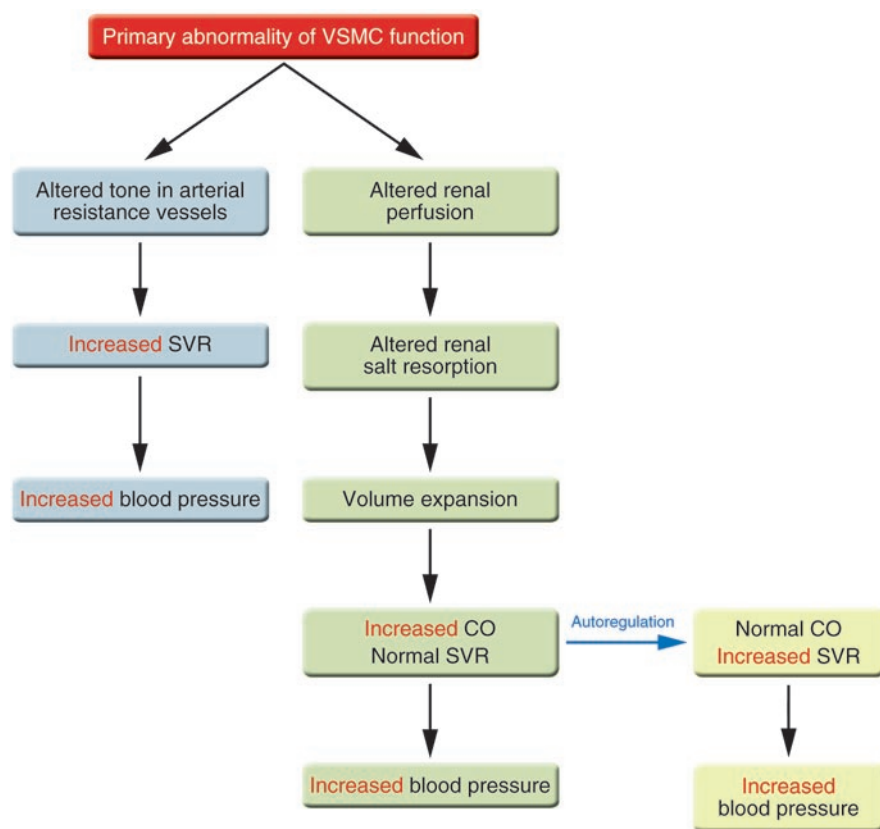 Primary abnormality of VSMC function
Altered tone in arterial
resistance vessels
Altered renal
perfusion
Increased SVR
Altered renal
salt resorption
Increased blood pressure
Volume expansion
Increased CO
Normal SVR
Autoregulation
Normal CO
Increased SVR
Increased blood pressure
Increased
blood pressure